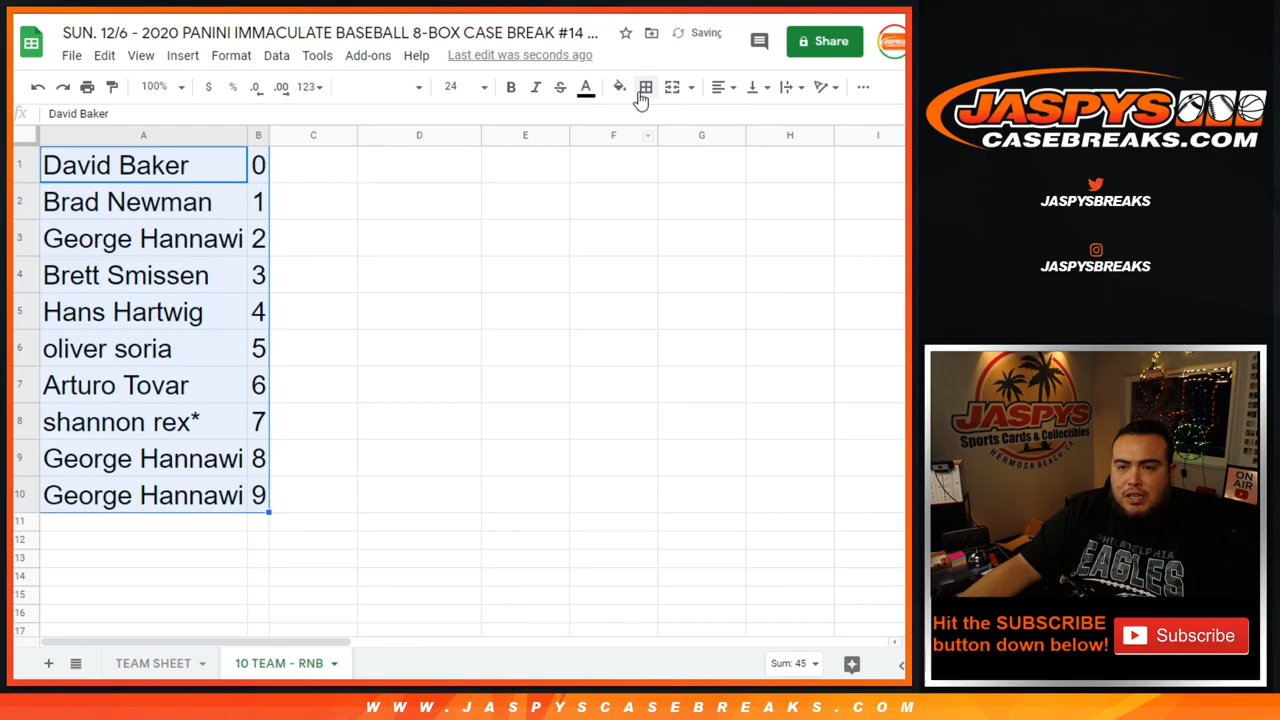 SUN. 12/6 - 2020 PANINI IMMACULATE BASEBALL 8-BOX CASE BREAK #14 ...
Saving
Share
File Edit View Insert Format Data Tools Add-ons Help Last edit was seconds ago
100% $ % .0 .00 123 24 B I S A ...
fx David Baker
A B C D E F G H I
1 David Baker 0
2 Brad Newman 1
3 George Hannawi 2
4 Brett Smissen 3
5 Hans Hartwig 4
6 oliver soria 5
7 Arturo Tovar 6
8 shannon rex* 7
9 George Hannawi 8
10 George Hannawi 9
11
12
13
14
15
16
17
TEAM SHEET
10 TEAM - RNB
Sum: 45
JASPYS
CASEBREAKS.COM
JASPYSBREAKS
JASPYSBREAKS
JASPYS
Sports Cards & Collectibles
HERMOSA BEACH, CA
ON
AIR
PHILADELPHIA
EAGLES
Hit the SUBSCRIBE
button down below!
Subscribe
WWW.JASPYSCASEBREAKS.COM